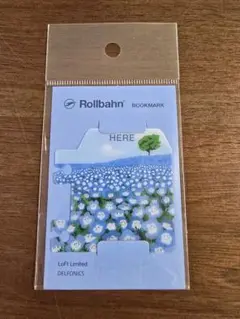 Rollbahn® BOOKMARK
HERE
LOFT Limited
DELFONICS